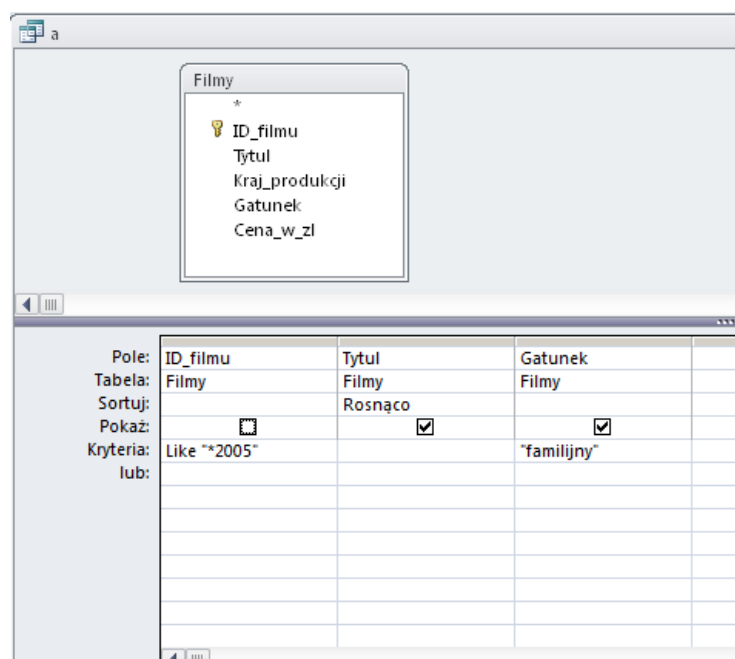 a
Filmy
*
ID_filmu
Tytul
Kraj_produkcji
Gatunek
Cena_w_zl
Pole: ID_filmu Tytul Gatunek
Tabela: Filmy Filmy Filmy
Sortuj: Rosnąco
Pokaż:
Kryteria: Like "*2005" "familijny"
lub: